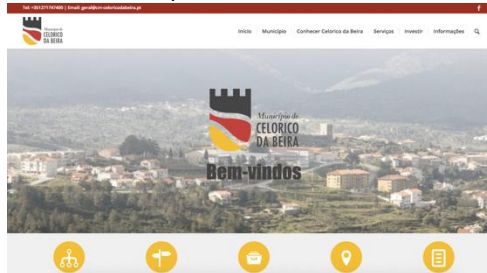 Tel: +351271747400 | Email: geral@cm-celoricodabeira.pt
Município de
CELORICO
DA BEIRA
Início Município Conhecer Celorico da Beira Serviços Investir Informações
Município de
CELORICO
DA BEIRA
Bem-vindos